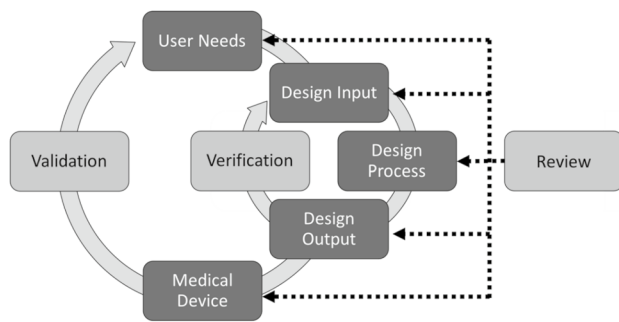 User Needs
Design Input
Validation
Verification
Design
Process
Review
Design
Output
Medical
Device